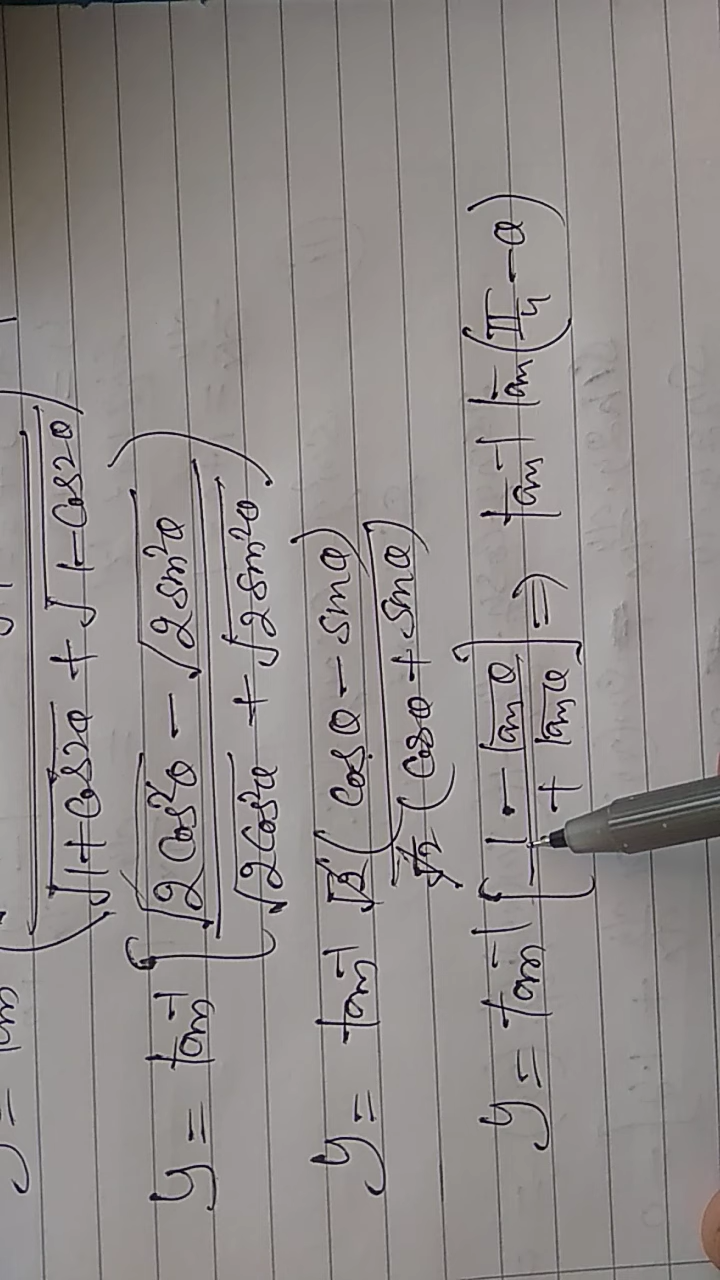 √1+cos2θ + √1-cos2θ
y = tan⁻¹ [ (√2cos²θ - √2sin²θ) / (√2cos²θ + √2sin²θ) ]
y = tan⁻¹ √2(cosθ - sinθ) / √2(cosθ + sinθ)
y = tan⁻¹ [ (1 - tanθ) / (1 + tanθ) ] ⇒ tan⁻¹ tan(π/4 - θ)